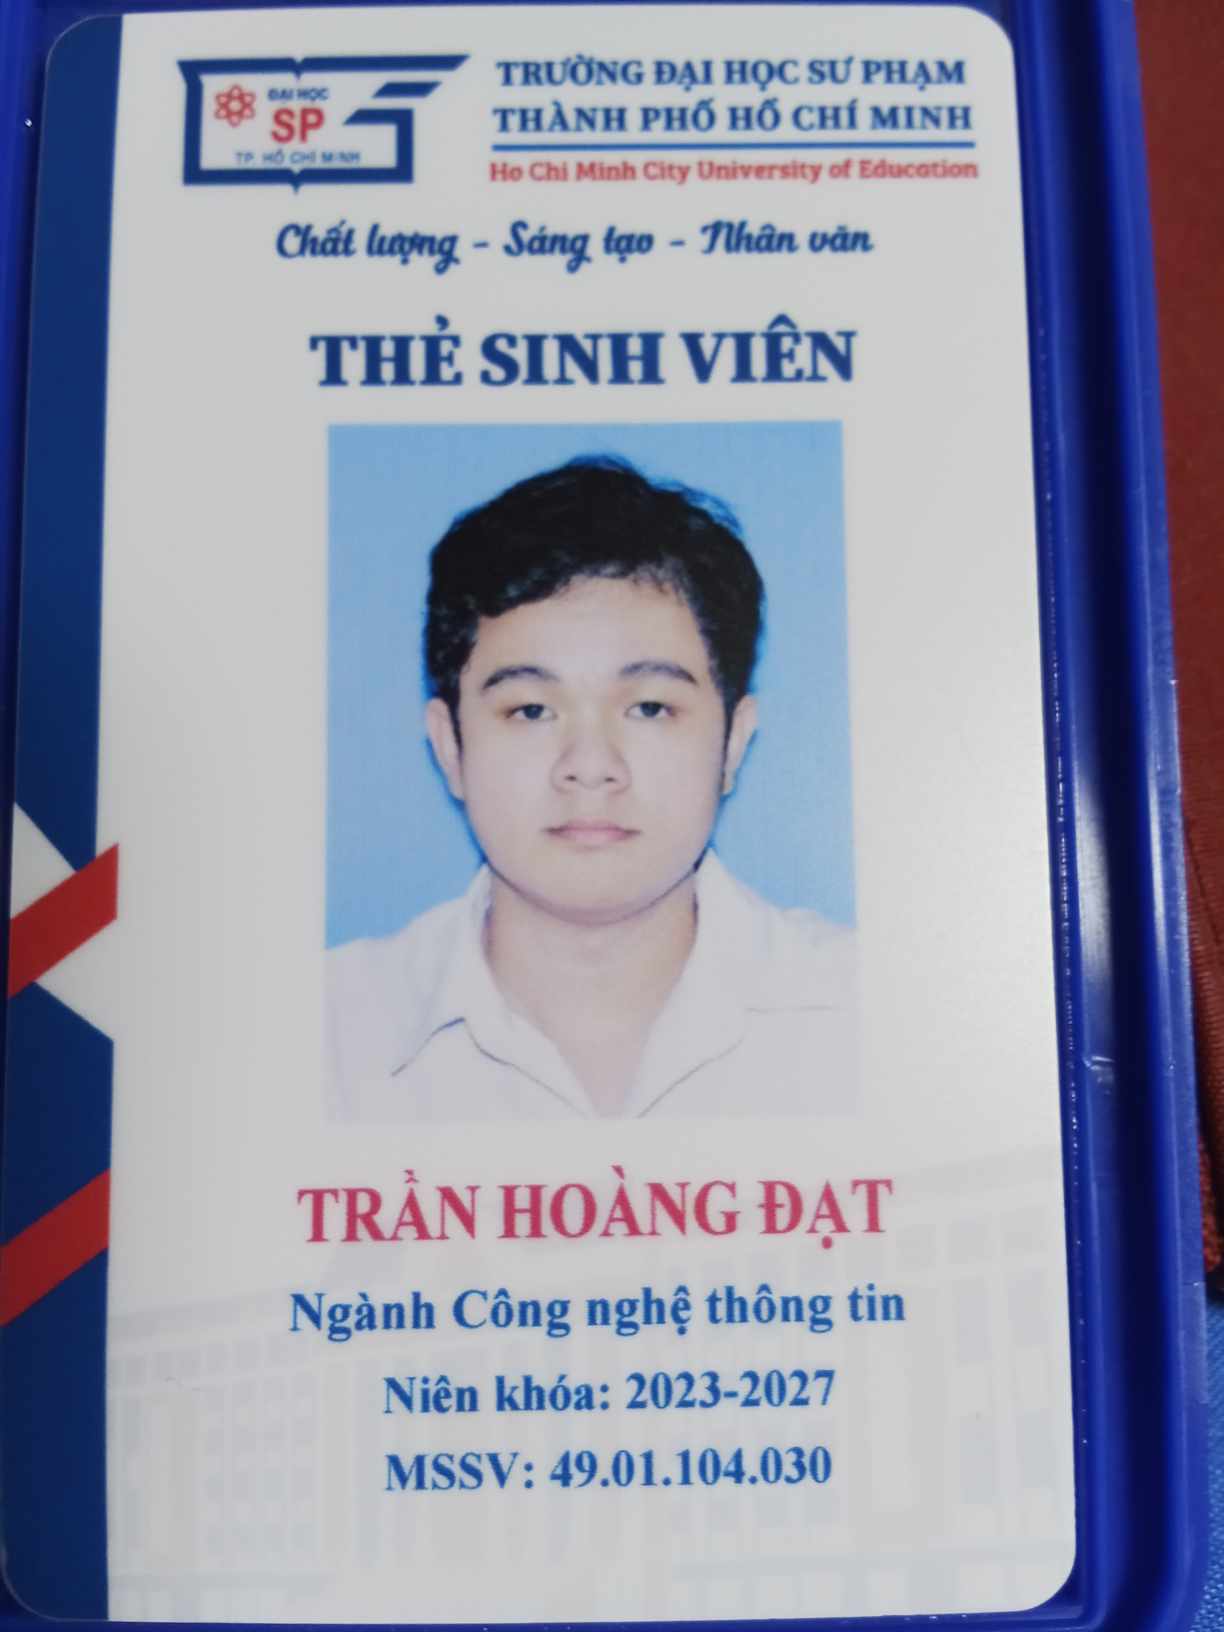 ĐẠI HỌC
SP
TP. HỒ CHÍ MINH
TRƯỜNG ĐẠI HỌC SƯ PHẠM
THÀNH PHỐ HỒ CHÍ MINH
Ho Chi Minh City University of Education
Chất lượng - Sáng tạo - Nhân văn
THẺ SINH VIÊN
TRẦN HOÀNG ĐẠT
Ngành Công nghệ thông tin
Niên khóa: 2023-2027
MSSV: 49.01.104.030